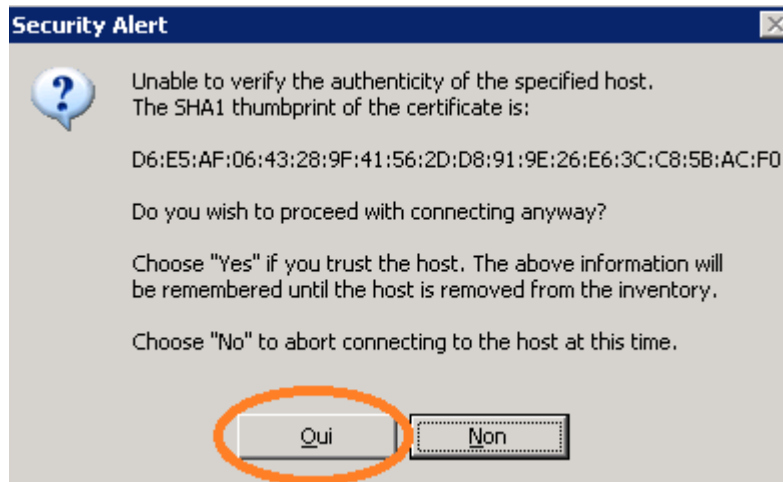 Security Alert
Unable to verify the authenticity of the specified host.
The SHA1 thumbprint of the certificate is:
D6:E5:AF:06:43:28:9F:41:56:2D:D8:91:9E:26:E6:3C:C8:5B:AC:F0
Do you wish to proceed with connecting anyway?
Choose "Yes" if you trust the host. The above information will
be remembered until the host is removed from the inventory.
Choose "No" to abort connecting to the host at this time.
Oui
Non